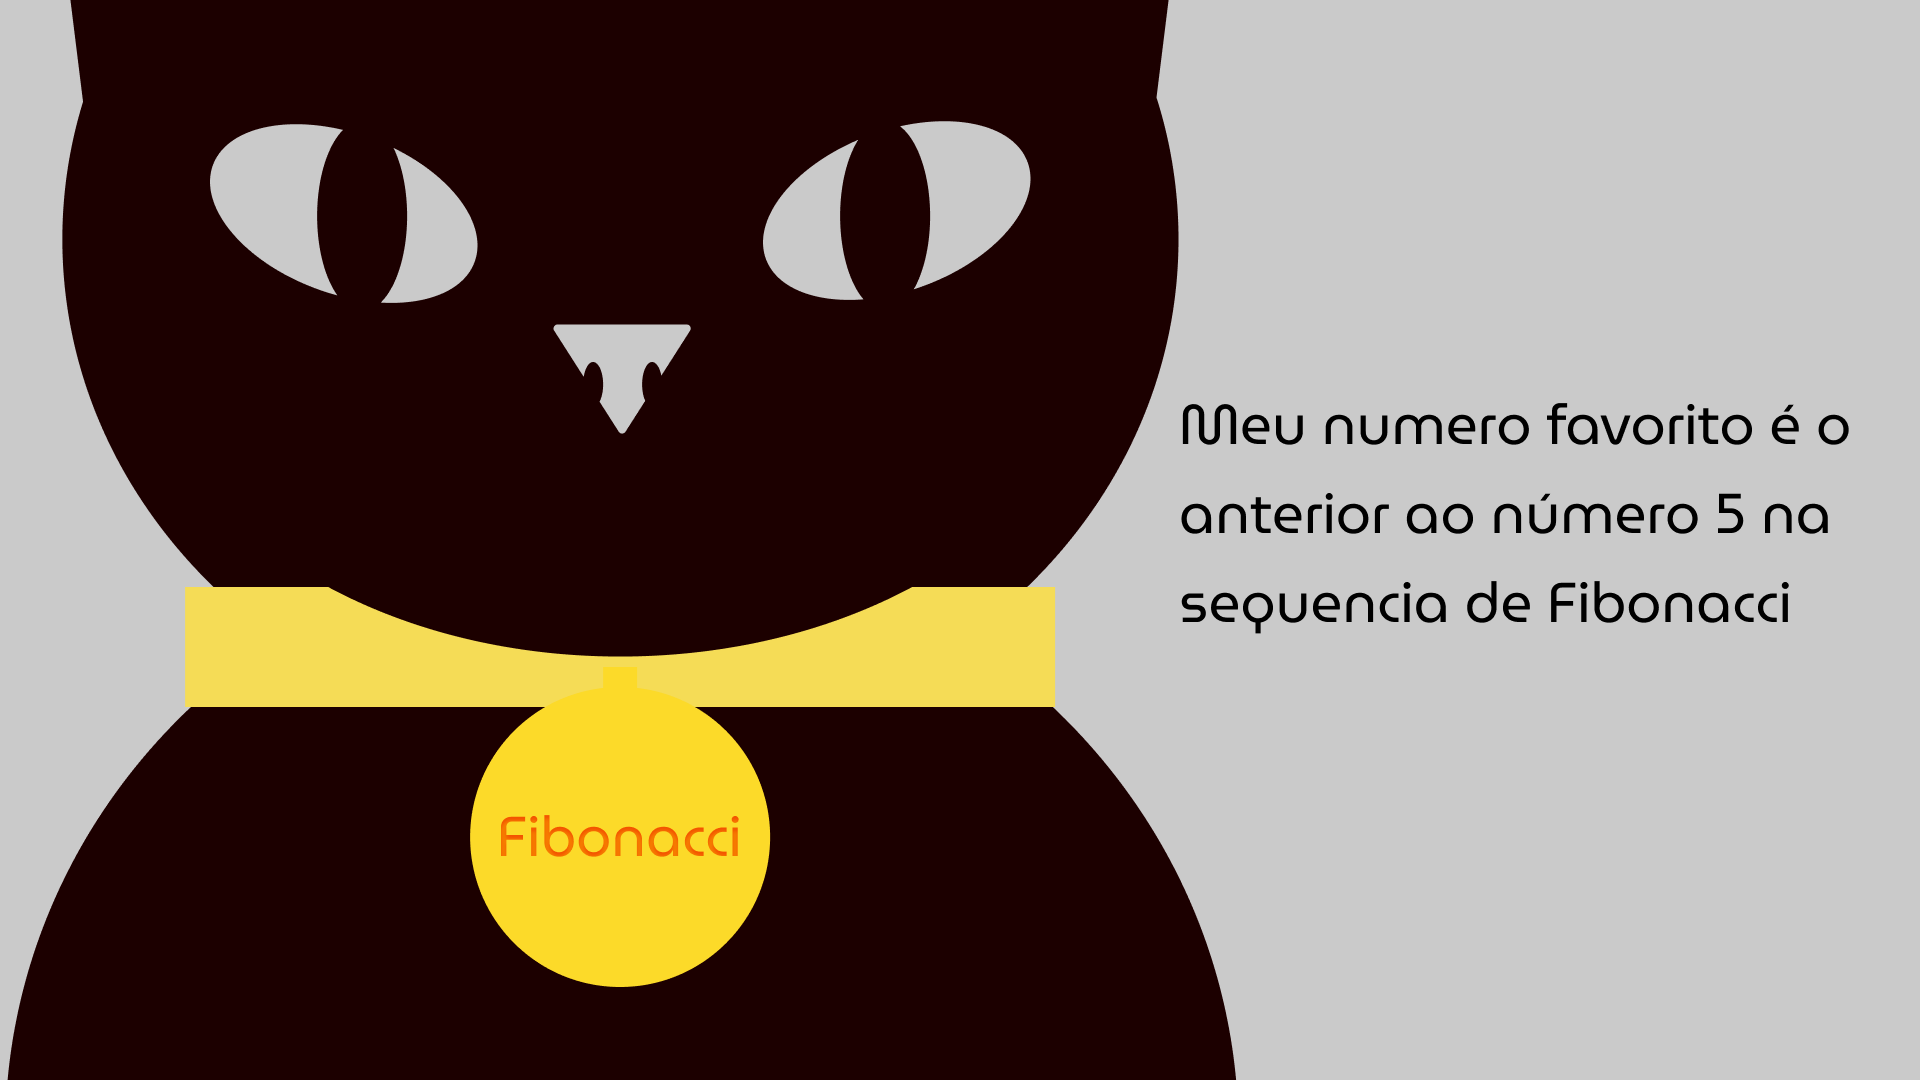 Meu numero favorito é o
anterior ao número 5 na
sequencia de Fibonacci
Fibonacci